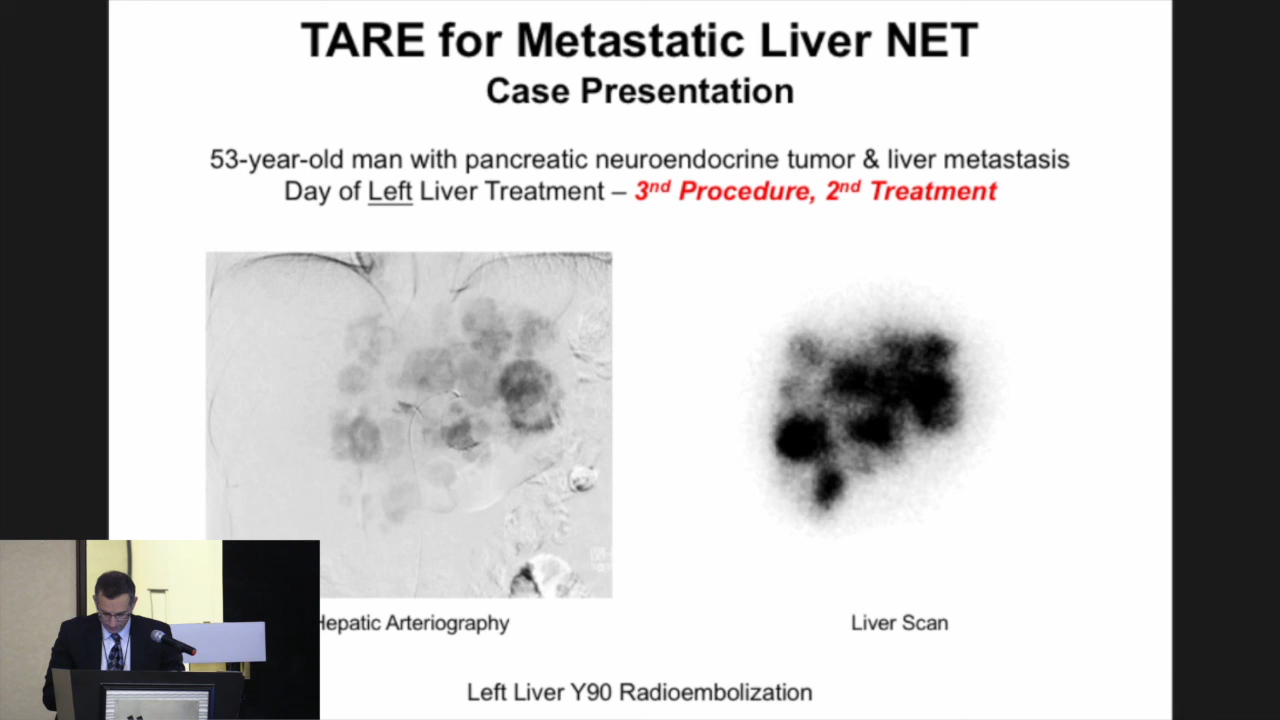 TARE for Metastatic Liver NET
Case Presentation
53-year-old man with pancreatic neuroendocrine tumor & liver metastasis
Day of Left Liver Treatment – 3nd Procedure, 2nd Treatment
Hepatic Arteriography
Liver Scan
Left Liver Y90 Radioembolization